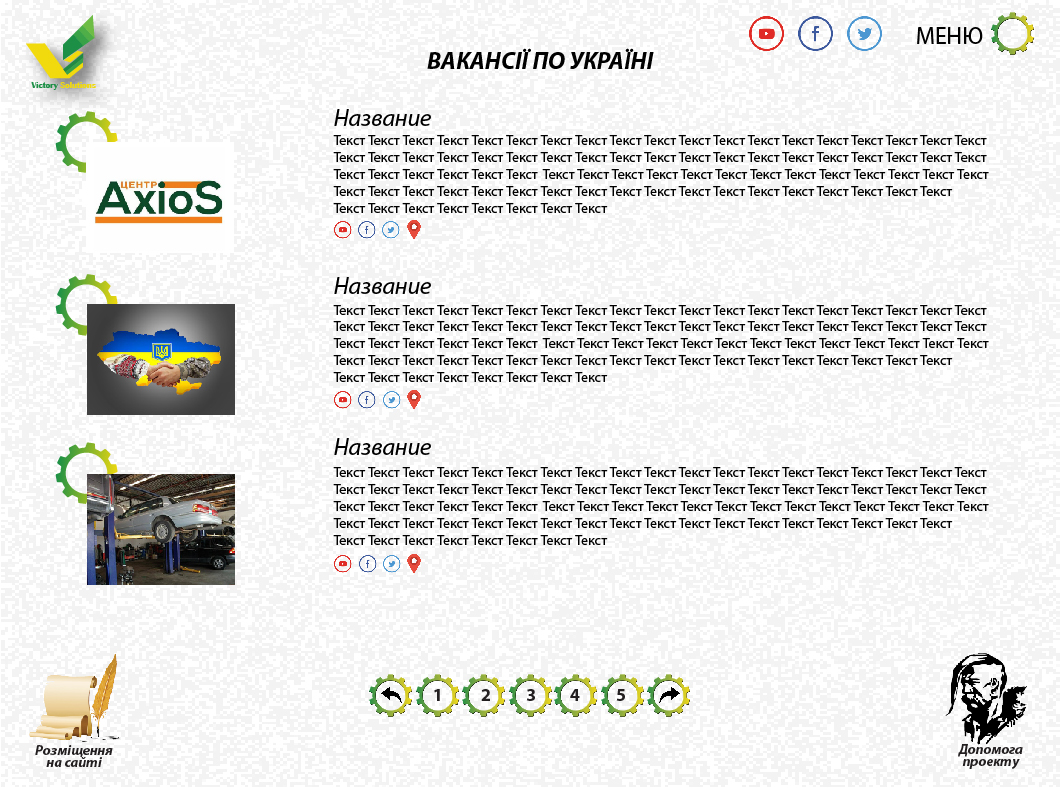 Victory Solutions
МЕНЮ
ВАКАНСІЇ ПО УКРАЇНІ
Название
Текст Текст Текст Текст Текст Текст Текст Текст Текст Текст Текст Текст Текст Текст Текст Текст Текст Текст Текст
Текст Текст Текст Текст Текст Текст Текст Текст Текст Текст Текст Текст Текст Текст Текст Текст Текст Текст Текст
Текст Текст Текст Текст Текст Текст Текст Текст Текст Текст Текст Текст Текст Текст Текст Текст Текст Текст Текст
Текст Текст Текст Текст Текст Текст Текст Текст Текст Текст Текст Текст Текст Текст Текст Текст Текст Текст
Текст Текст Текст Текст Текст Текст Текст Текст
ЦЕНТР
AxioS
Название
Текст Текст Текст Текст Текст Текст Текст Текст Текст Текст Текст Текст Текст Текст Текст Текст Текст Текст Текст
Текст Текст Текст Текст Текст Текст Текст Текст Текст Текст Текст Текст Текст Текст Текст Текст Текст Текст Текст
Текст Текст Текст Текст Текст Текст Текст Текст Текст Текст Текст Текст Текст Текст Текст Текст Текст Текст Текст
Текст Текст Текст Текст Текст Текст Текст Текст Текст Текст Текст Текст Текст Текст Текст Текст Текст Текст
Текст Текст Текст Текст Текст Текст Текст Текст
Название
Текст Текст Текст Текст Текст Текст Текст Текст Текст Текст Текст Текст Текст Текст Текст Текст Текст Текст Текст
Текст Текст Текст Текст Текст Текст Текст Текст Текст Текст Текст Текст Текст Текст Текст Текст Текст Текст Текст
Текст Текст Текст Текст Текст Текст Текст Текст Текст Текст Текст Текст Текст Текст Текст Текст Текст Текст Текст
Текст Текст Текст Текст Текст Текст Текст Текст Текст Текст Текст Текст Текст Текст Текст Текст Текст Текст
Текст Текст Текст Текст Текст Текст Текст Текст
1 2 3 4 5
Розміщення
на сайті
Допомога
проекту